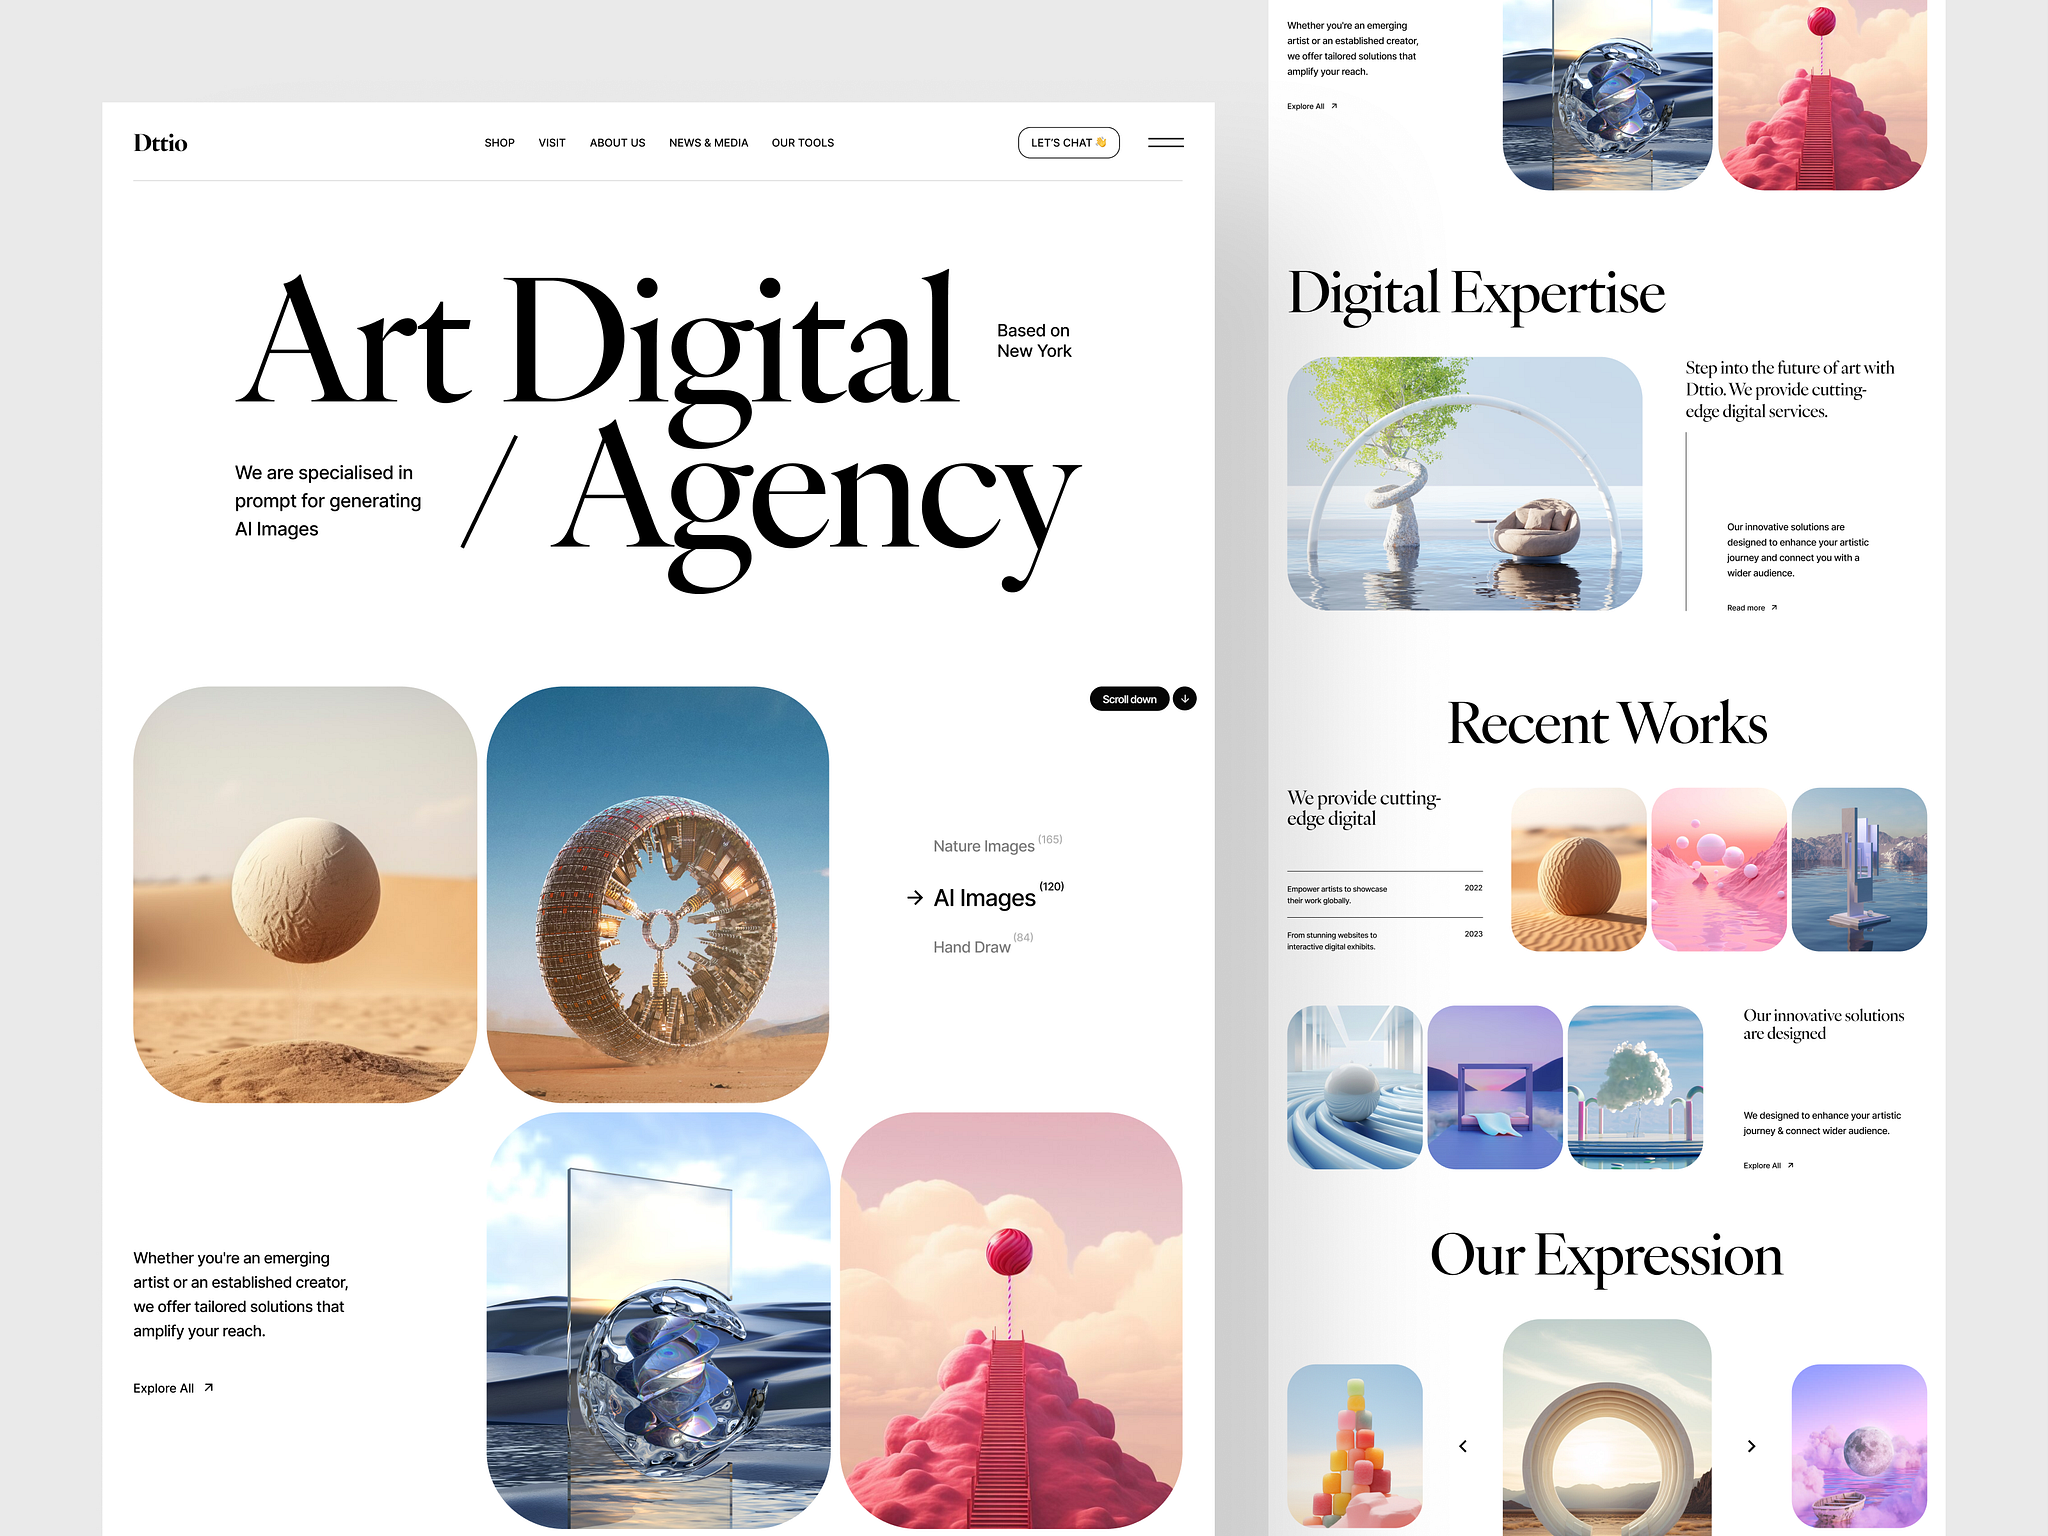 Dttio
SHOP
VISIT
ABOUT US
NEWS & MEDIA
OUR TOOLS
LET'S CHAT 👋
Art Digital
Based on
New York
We are specialised in
prompt for generating
AI Images
/ Agency
Scroll down
Nature Images (165)
AI Images (120)
Hand Draw (84)
Whether you're an emerging
artist or an established creator,
we offer tailored solutions that
amplify your reach.
Explore All
Whether you're an emerging
artist or an established creator,
we offer tailored solutions that
amplify your reach.
Explore All
Digital Expertise
Step into the future of art with
Dttio. We provide cutting-
edge digital services.
Our innovative solutions are
designed to enhance your artistic
journey and connect you with a
wider audience.
Read more
Recent Works
We provide cutting-
edge digital
Empower artists to showcase
their work globally.
2022
From stunning websites to
interactive digital exhibits.
2023
Our innovative solutions
are designed
We designed to enhance your artistic
journey & connect wider audience.
Explore All
Our Expression